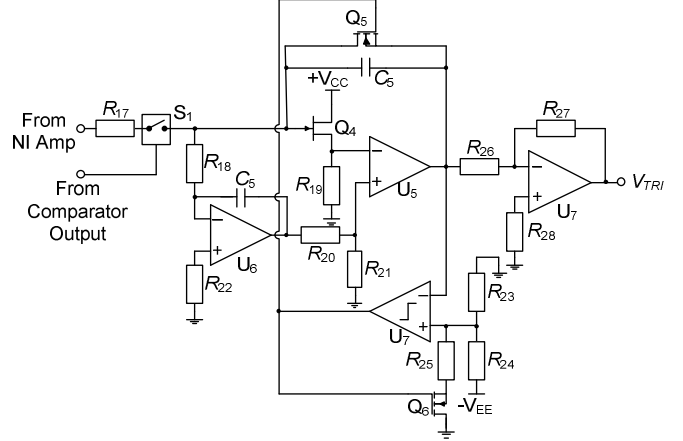 Q5
C5
+VCC
R17
S1
From
NI Amp
Q4
R18
R19
R26
R27
− 
+
U5
VTRI
From
Comparator
Output
C5
−
+
U6
R20
R21
R22
−
+
U7
R28
−
+
U7
R23
R24
R25
Q6
-VEE